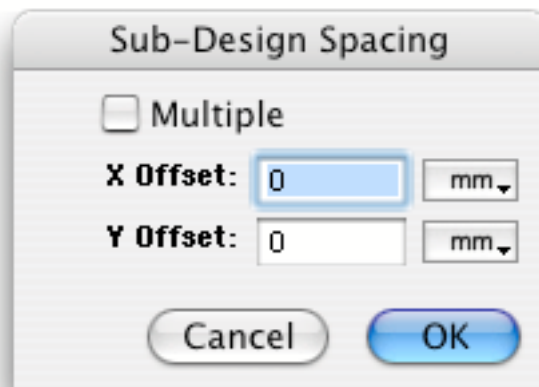 Sub-Design Spacing
Multiple
X Offset: 0 mm
Y Offset: 0 mm
Cancel OK